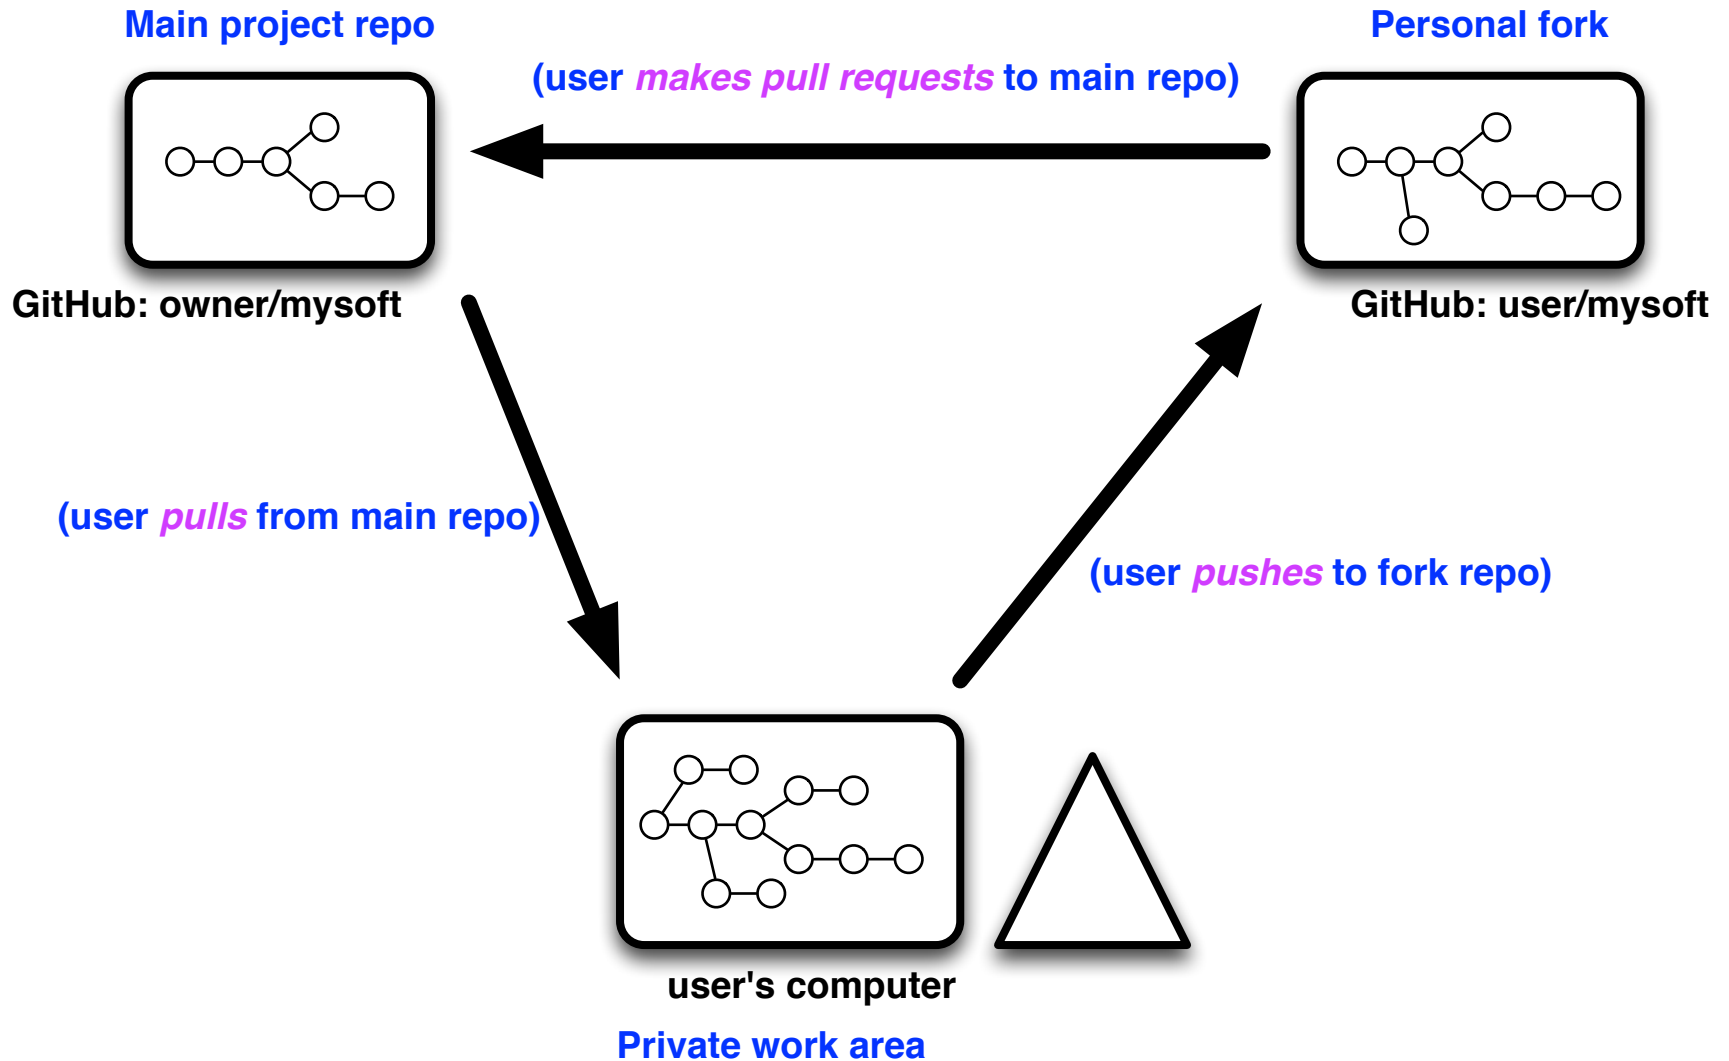 Main project repo
Personal fork
(user makes pull requests to main repo)
GitHub: owner/mysoft
GitHub: user/mysoft
(user pulls from main repo)
(user pushes to fork repo)
user's computer
Private work area